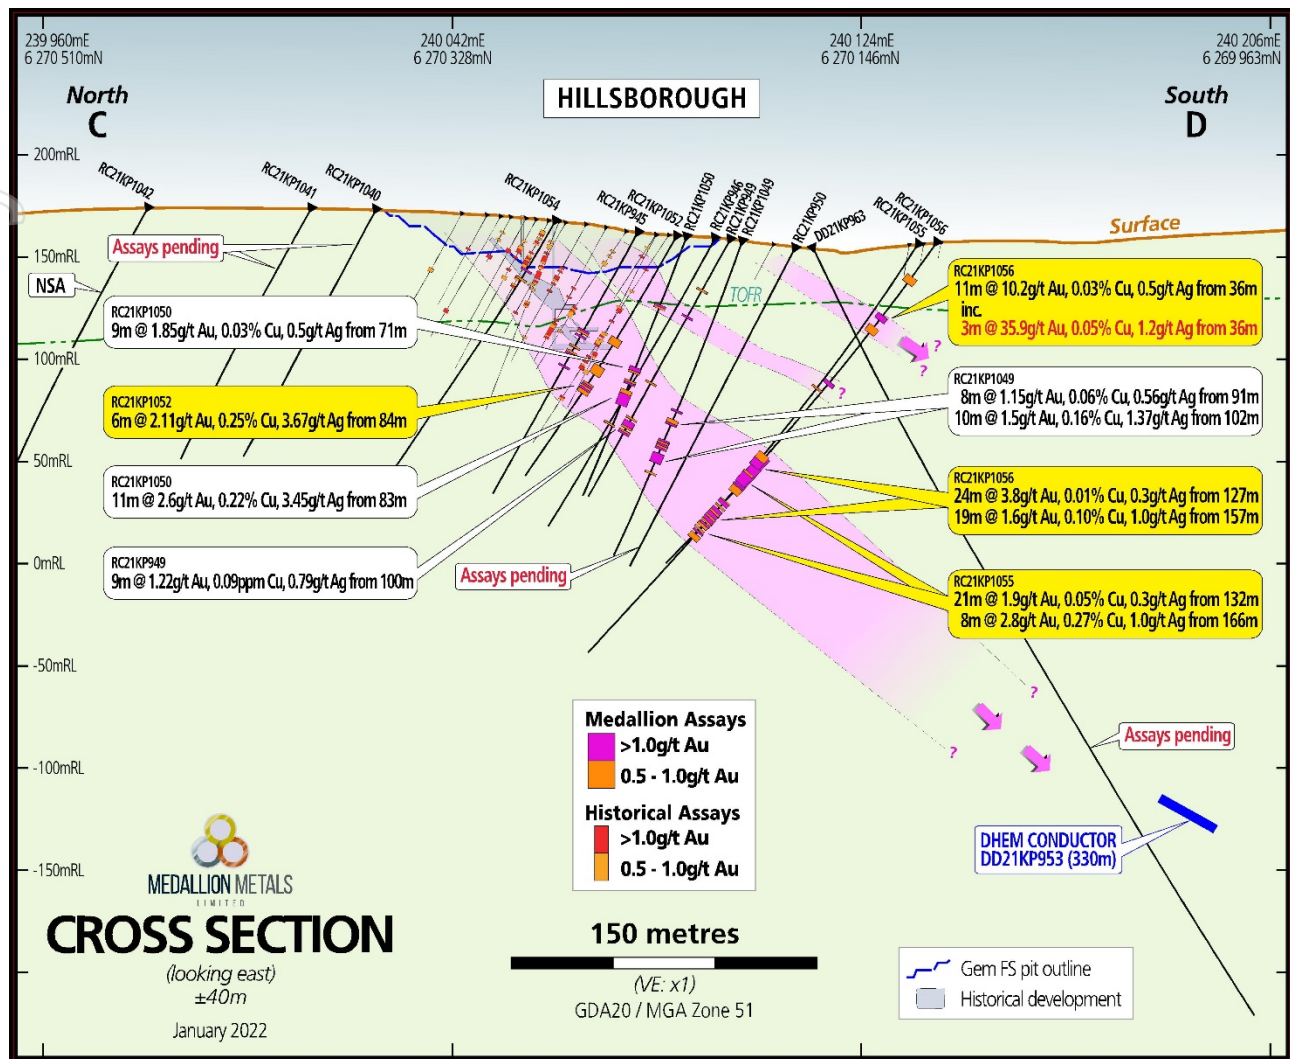 239 960mE
6 270 510mN
240 042mE
6 270 328mN
240 124mE
6 270 146mN
240 206mE
6 269 963mN
North
C
HILLSBOROUGH
South
D
200mRL
150mRL
100mRL
50mRL
0mRL
-50mRL
-100mRL
-150mRL
RC21KP1042
RC21KP1041
RC21KP1040
RC21KP1054
RC21KP945
RC21KP1052
RC21KP1050
RC21KP946
RC21KP949
RC21KP1049
RC21KP950
DD21KP963
RC21KP1055
RC21KP1056
Surface
Assays pending
NSA
TOFR
RC21KP1050
9m @ 1.85g/t Au, 0.03% Cu, 0.5g/t Ag from 71m
RC21KP1052
6m @ 2.11g/t Au, 0.25% Cu, 3.67g/t Ag from 84m
RC21KP1050
11m @ 2.6g/t Au, 0.22% Cu, 3.45g/t Ag from 83m
RC21KP949
9m @ 1.22g/t Au, 0.09ppm Cu, 0.79g/t Ag from 100m
RC21KP1056
11m @ 10.2g/t Au, 0.03% Cu, 0.5g/t Ag from 36m
inc.
3m @ 35.9g/t Au, 0.05% Cu, 1.2g/t Ag from 36m
?
?
?
RC21KP1049
8m @ 1.15g/t Au, 0.06% Cu, 0.56g/t Ag from 91m
10m @ 1.5g/t Au, 0.16% Cu, 1.37g/t Ag from 102m
RC21KP1056
24m @ 3.8g/t Au, 0.01% Cu, 0.3g/t Ag from 127m
19m @ 1.6g/t Au, 0.10% Cu, 1.0g/t Ag from 157m
RC21KP1055
21m @ 1.9g/t Au, 0.05% Cu, 0.3g/t Ag from 132m
8m @ 2.8g/t Au, 0.27% Cu, 1.0g/t Ag from 166m
Assays pending
?
?
Assays pending
DHEM CONDUCTOR
DD21KP953 (330m)
Medallion Assays
>1.0g/t Au
0.5 - 1.0g/t Au
Historical Assays
>1.0g/t Au
0.5 - 1.0g/t Au
MEDALLION METALS
LIMITED
CROSS SECTION
(looking east)
±40m
January 2022
150 metres
(VE: x1)
GDA20 / MGA Zone 51
Gem FS pit outline
Historical development